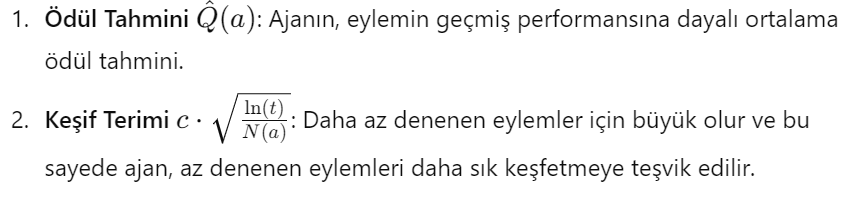 1. Ödül Tahmini Q̂(a): Ajanın, eylemin geçmiş performansına dayalı ortalama
ödül tahmini.
2. Keşif Terimi c · √(ln(t)/N(a)): Daha az denenen eylemler için büyük olur ve bu
sayede ajan, az denenen eylemleri daha sık keşfetmeye teşvik edilir.